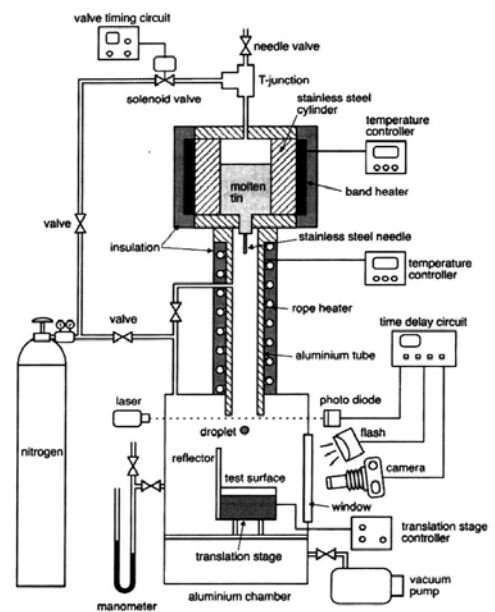 valve timing circuit
needle valve
T-junction
solenoid valve
stainless steel
cylinder
temperature
controller
molten
tin
band heater
valve
stainless steel needle
insulation
temperature
controller
rope heater
valve
time delay circuit
aluminium tube
laser
photo diode
droplet
flash
nitrogen
reflector
test surface
camera
window
translation stage
translation stage
controller
vacuum
pump
aluminium chamber
manometer